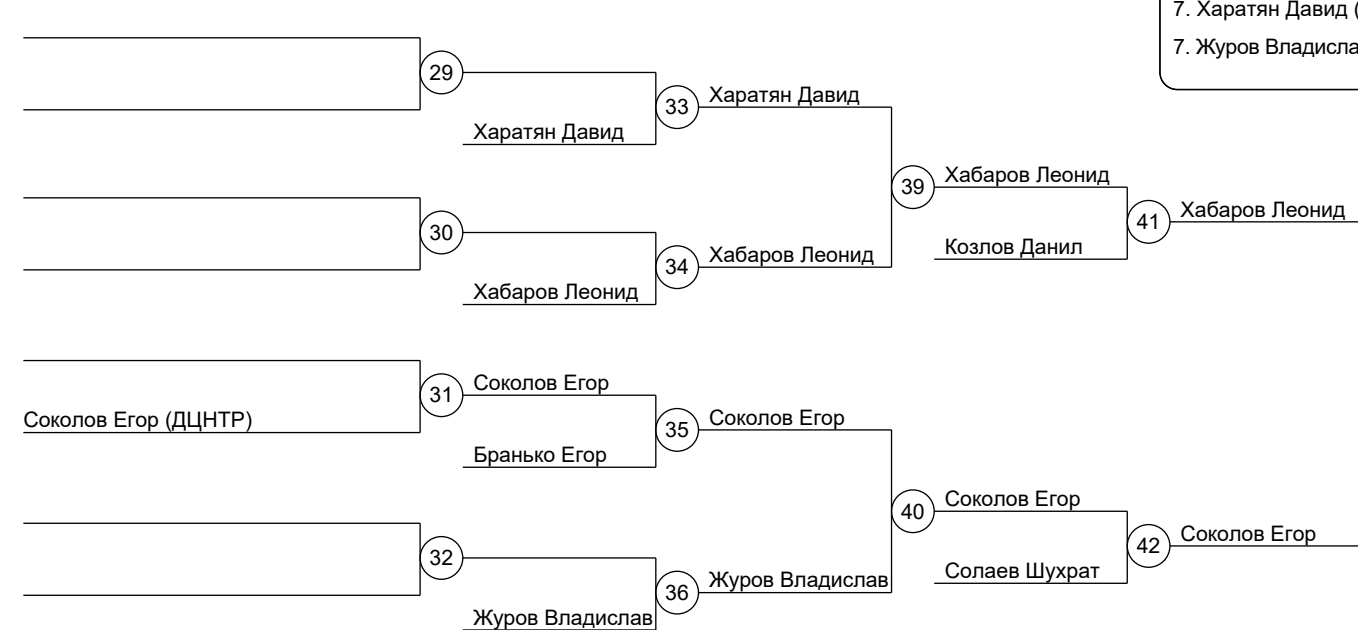 7. Харатян Давид (
7. Журов Владисла
29
Харатян Давид
33
Харатян Давид
30
Хабаров Леонид
34
Хабаров Леонид
39
Хабаров Леонид
Козлов Данил
41
Хабаров Леонид
Соколов Егор (ДЦНТР)
31
Соколов Егор
Бранько Егор
35
Соколов Егор
32
Журов Владислав
36
Журов Владислав
40
Соколов Егор
Солаев Шухрат
42
Соколов Егор